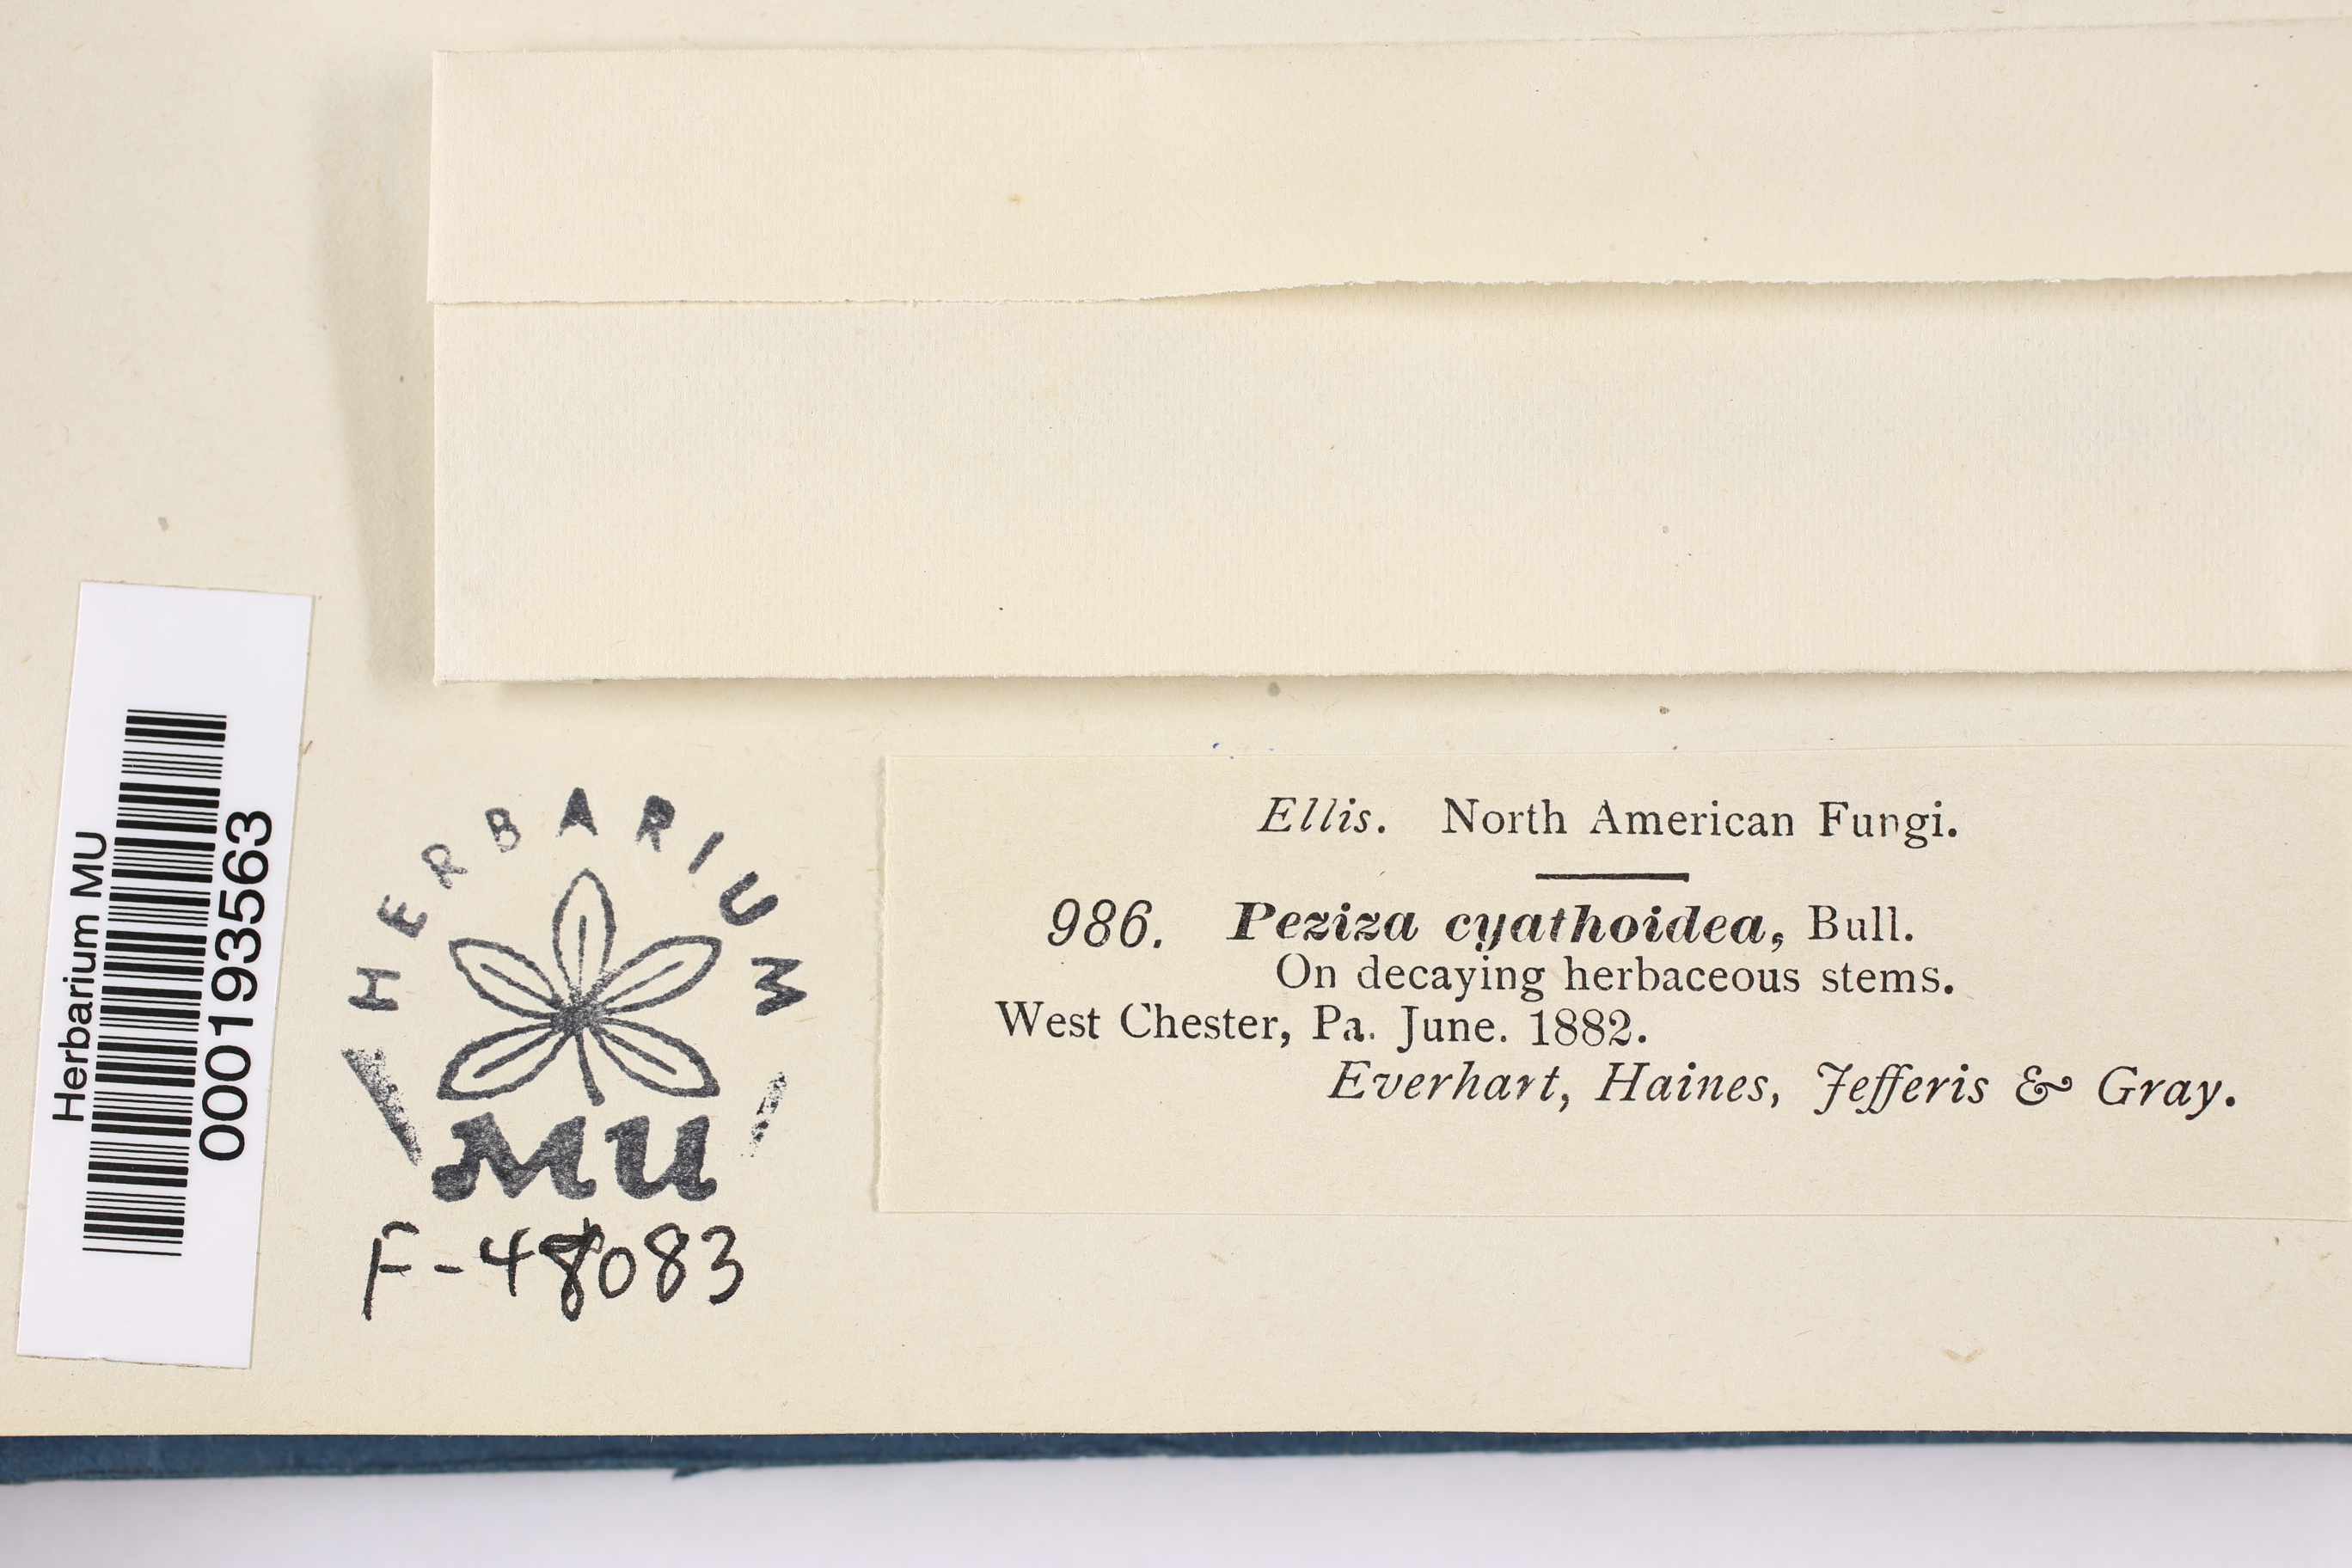 Herbarium MU
000193563
HERBARIUM
MU
F-48083
Ellis. North American Fungi.
986. Peziza cyathoidea, Bull.
On decaying herbaceous stems.
West Chester, Pa. June. 1882.
Everhart, Haines, Jefferis & Gray.